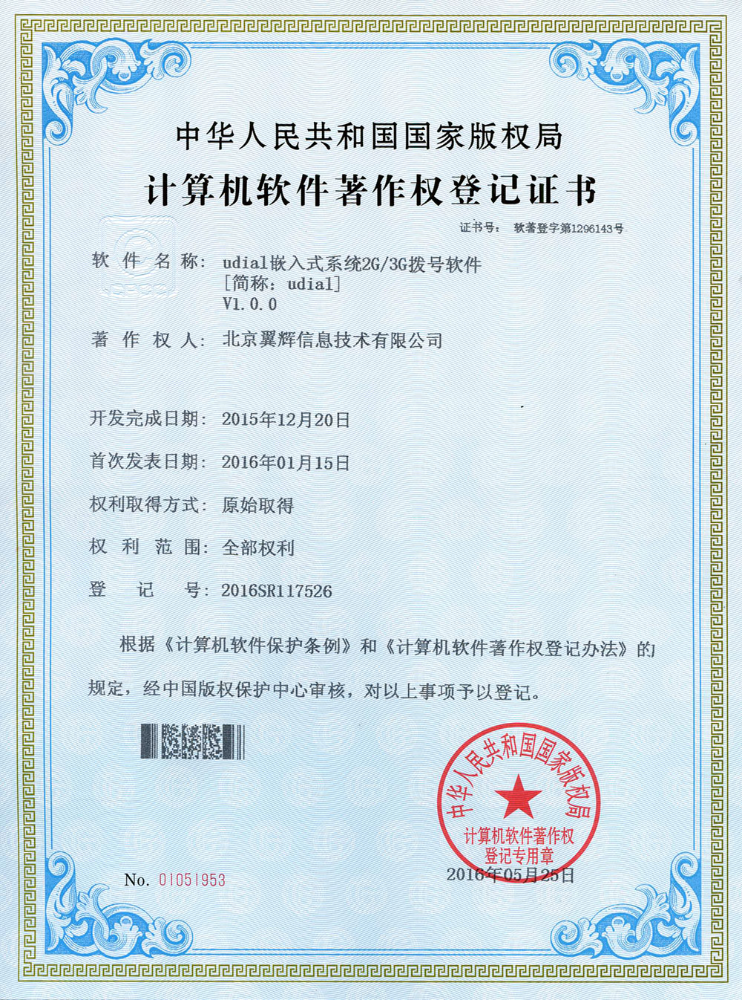 中华人民共和国国家版权局
计算机软件著作权登记证书
证书号： 软著登字第1296143号
软件名称： udial嵌入式系统2G/3G拨号软件
[简称：udial]
V1.0.0
著作权人： 北京翼辉信息技术有限公司
开发完成日期： 2015年12月20日
首次发表日期： 2016年01月15日
权利取得方式： 原始取得
权利范围： 全部权利
登记号： 2016SR117526
根据《计算机软件保护条例》和《计算机软件著作权登记办法》的
规定，经中国版权保护中心审核，对以上事项予以登记。
中华人民共和国国家版权局
计算机软件著作权
登记专用章
2016年05月25日
No. 01051953